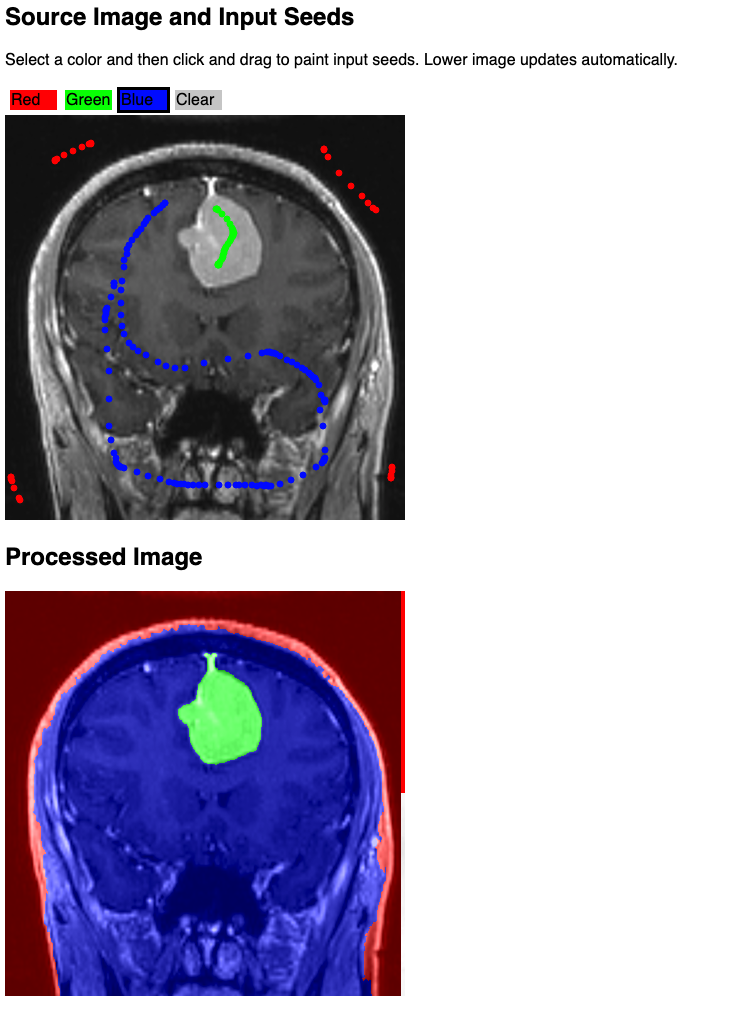 Source Image and Input Seeds
Select a color and then click and drag to paint input seeds. Lower image updates automatically.
Red Green Blue Clear
Processed Image